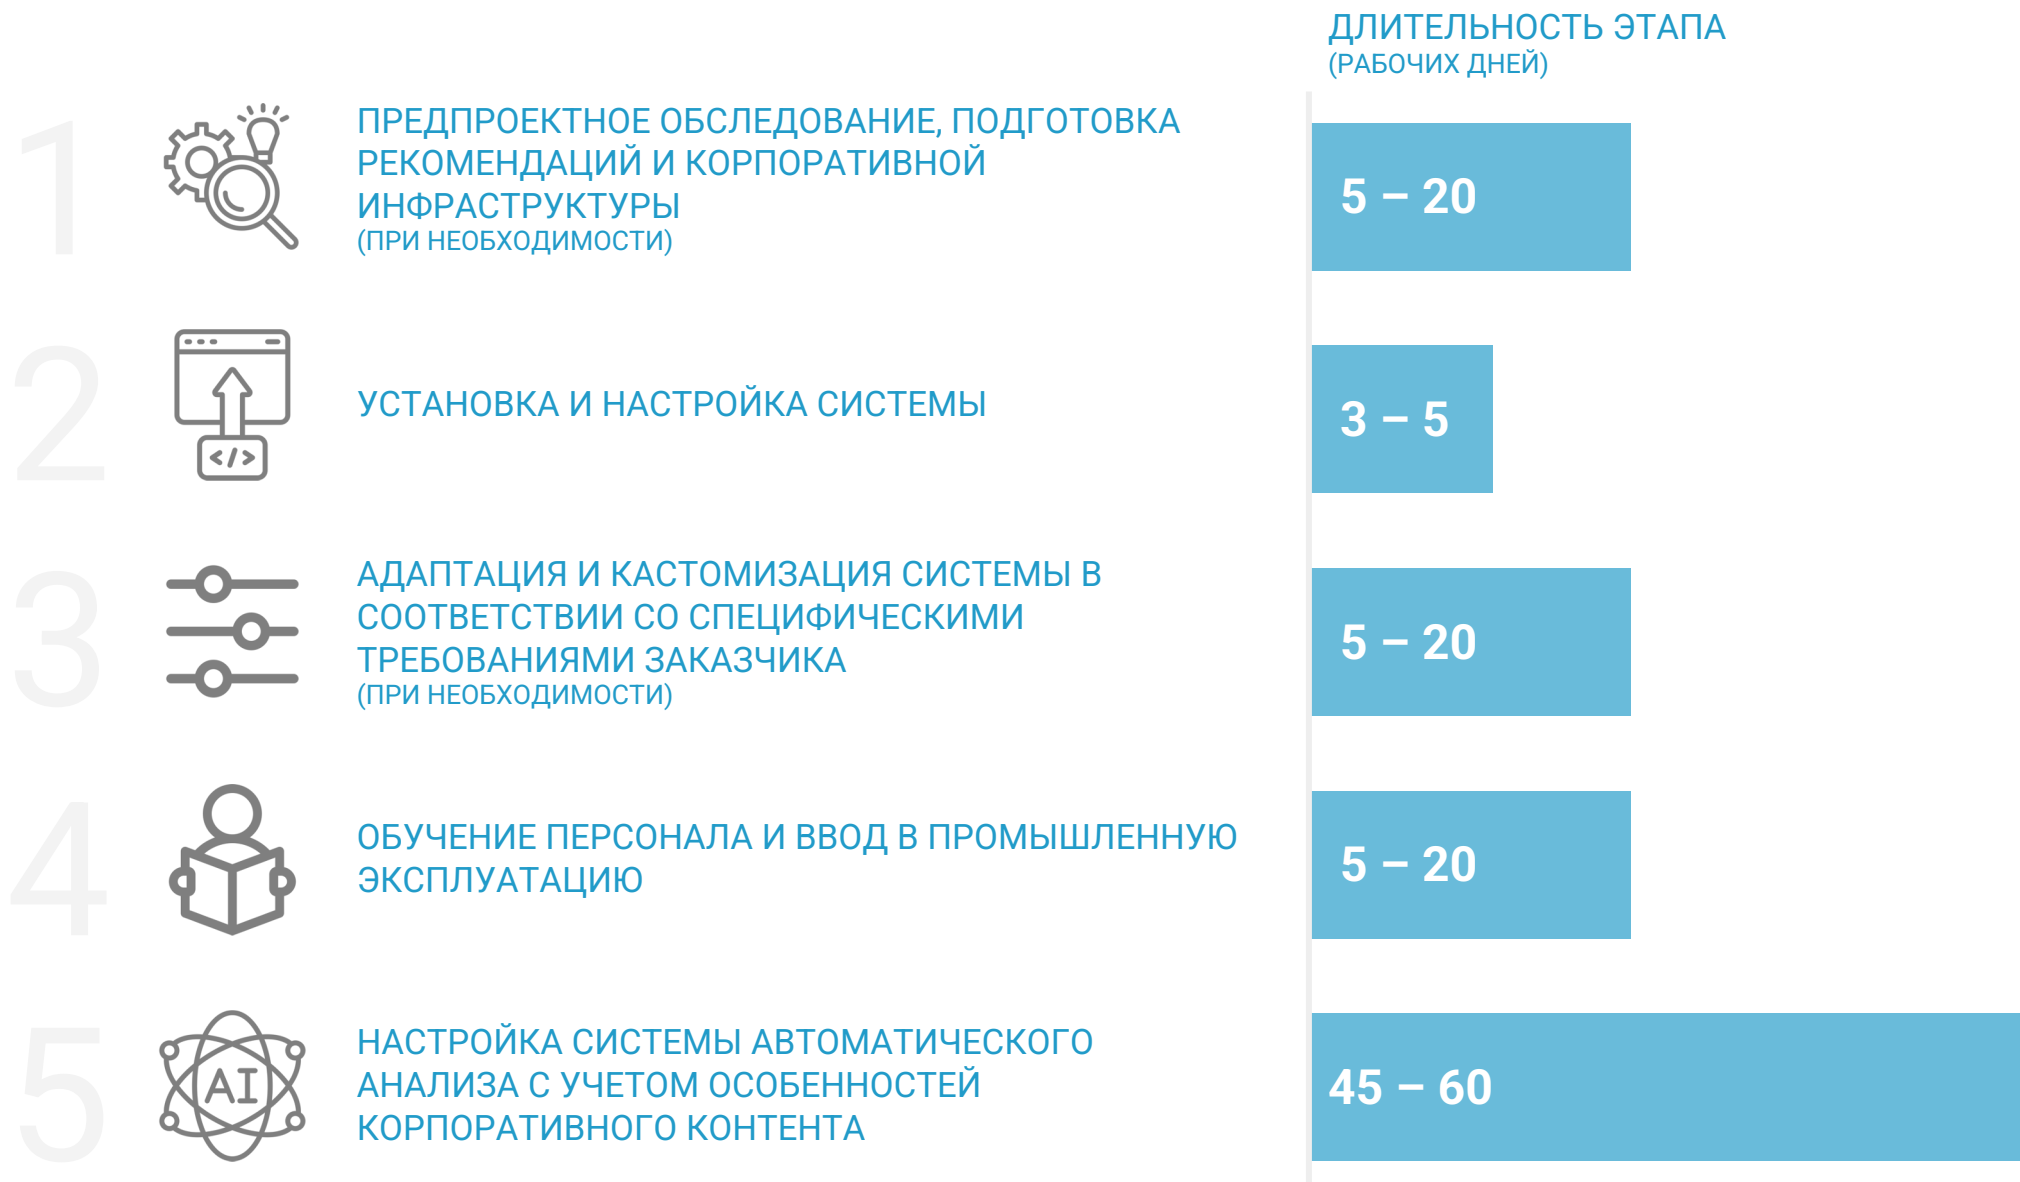 ДЛИТЕЛЬНОСТЬ ЭТАПА
(РАБОЧИХ ДНЕЙ)
1
ПРЕДПРОЕКТНОЕ ОБСЛЕДОВАНИЕ, ПОДГОТОВКА
РЕКОМЕНДАЦИЙ И КОРПОРАТИВНОЙ
ИНФРАСТРУКТУРЫ
(ПРИ НЕОБХОДИМОСТИ)
5 – 20
2
УСТАНОВКА И НАСТРОЙКА СИСТЕМЫ
</>
3 – 5
3
АДАПТАЦИЯ И КАСТОМИЗАЦИЯ СИСТЕМЫ В
СООТВЕТСТВИИ СО СПЕЦИФИЧЕСКИМИ
ТРЕБОВАНИЯМИ ЗАКАЗЧИКА
(ПРИ НЕОБХОДИМОСТИ)
5 – 20
4
ОБУЧЕНИЕ ПЕРСОНАЛА И ВВОД В ПРОМЫШЛЕННУЮ
ЭКСПЛУАТАЦИЮ
5 – 20
5
AI
НАСТРОЙКА СИСТЕМЫ АВТОМАТИЧЕСКОГО
АНАЛИЗА С УЧЕТОМ ОСОБЕННОСТЕЙ
КОРПОРАТИВНОГО КОНТЕНТА
45 – 60